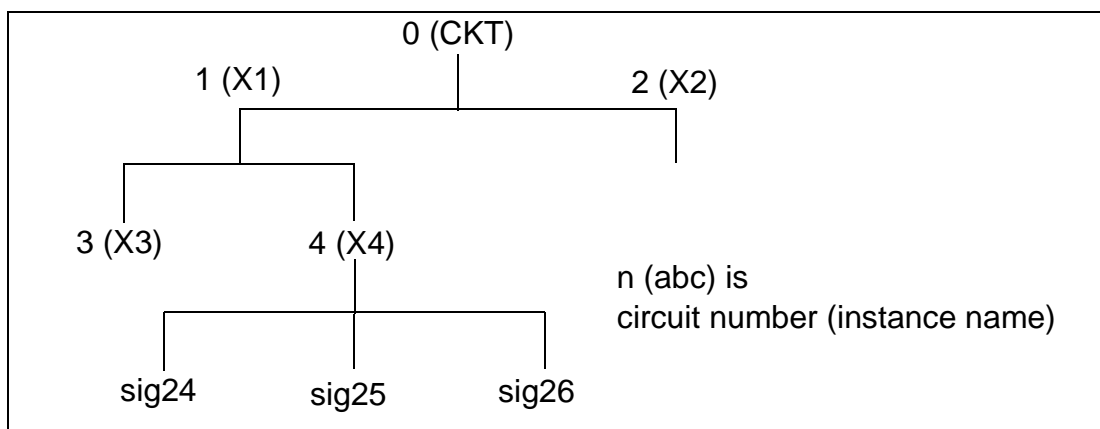 0 (CKT)
1 (X1)
2 (X2)
3 (X3)
4 (X4)
n (abc) is
circuit number (instance name)
sig24
sig25
sig26